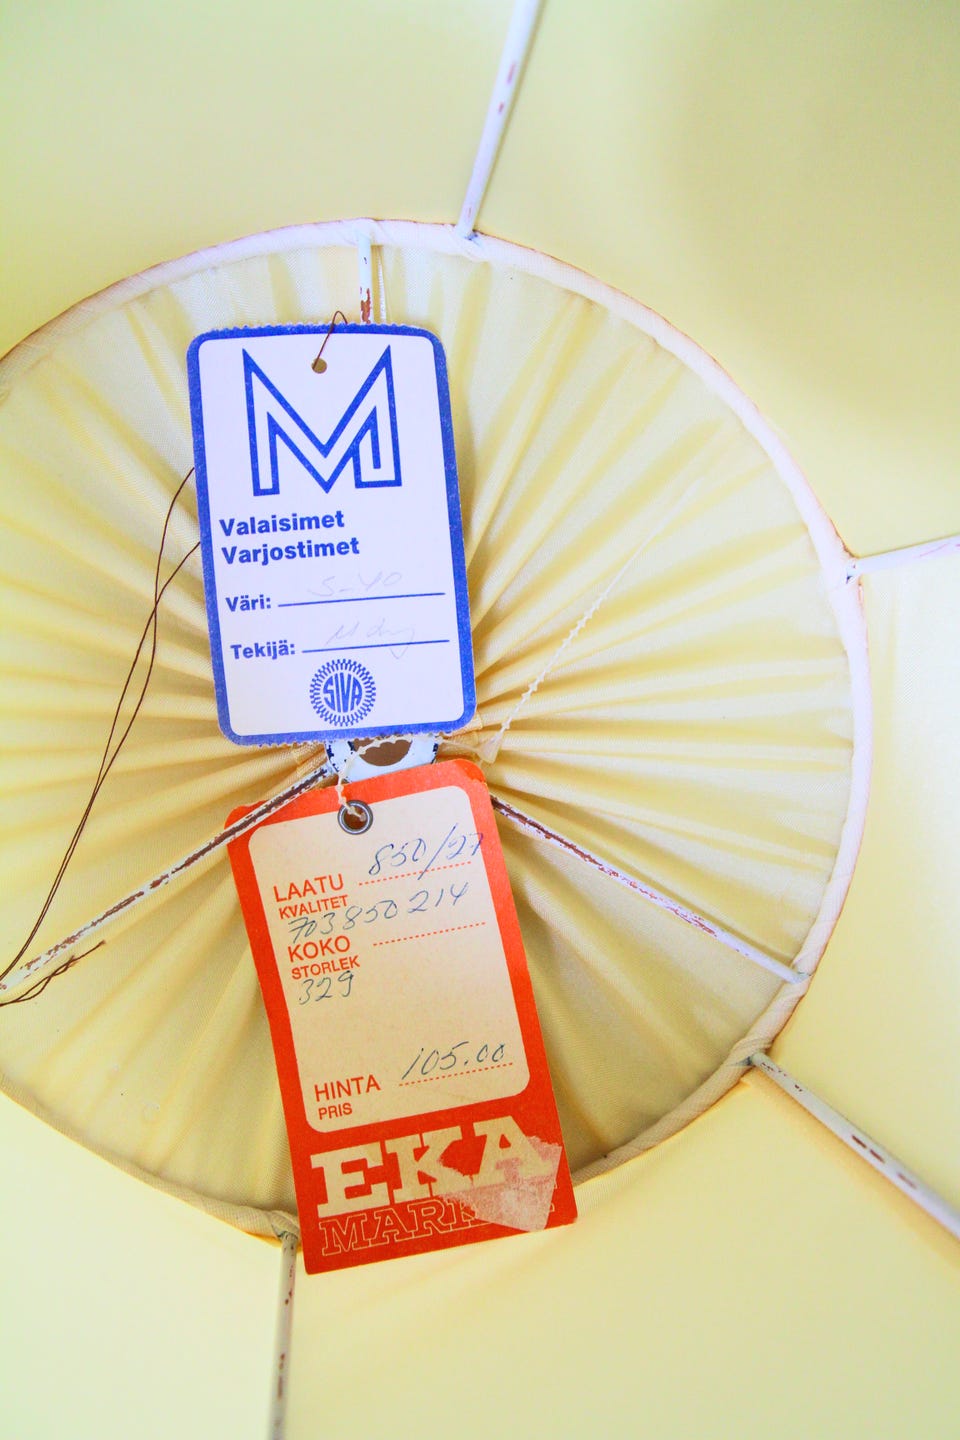 M
Valaisimet
Varjostimet
Väri: S-40
Tekijä:
SIVA
LAATU 850/27
KVALITET
703850214
KOKO
STORLEK
329
HINTA 105.00
PRIS
EKA